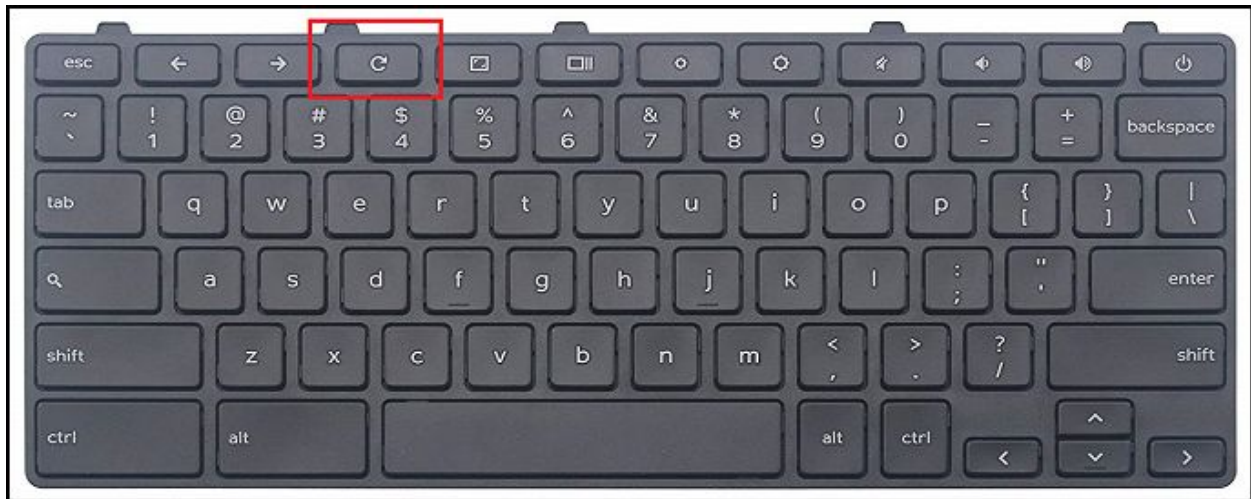 esc
~ ! @ # $ % ^ & * ( ) _ +
` 1 2 3 4 5 6 7 8 9 0 - = backspace
tab q w e r t y u i o p { [ } ] | \
a s d f g h j k l : ; " ' enter
shift z x c v b n m < , > . ? / shift
ctrl alt alt ctrl